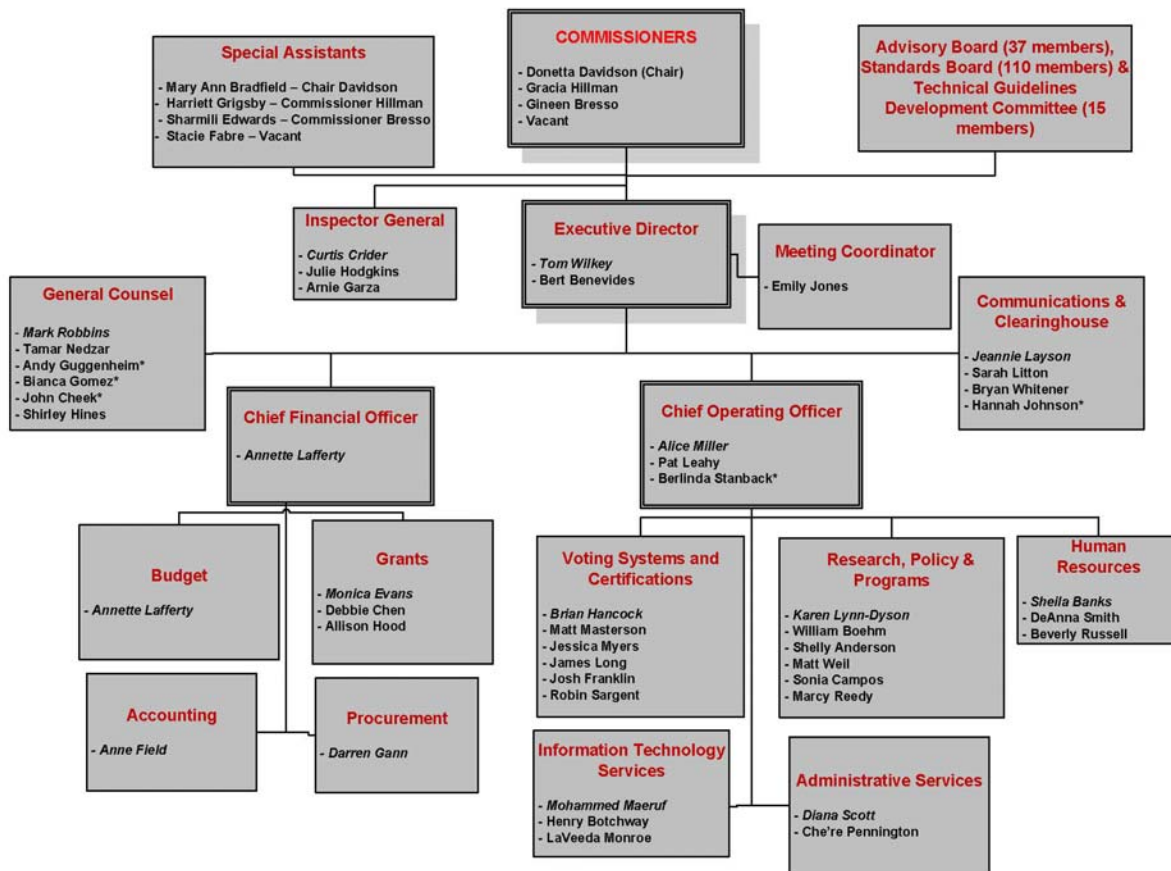 Special Assistants
- Mary Ann Bradfield – Chair Davidson
- Harriett Grigsby – Commissioner Hillman
- Sharmili Edwards – Commissioner Bresso
- Stacie Fabre – Vacant
COMMISSIONERS
- Donetta Davidson (Chair)
- Gracia Hillman
- Gineen Bresso
- Vacant
Advisory Board (37 members),
Standards Board (110 members) &
Technical Guidelines
Development Committee (15
members)
Inspector General
- Curtis Crider
- Julie Hodgkins
- Arnie Garza
Executive Director
- Tom Wilkey
- Bert Benevides
Meeting Coordinator
- Emily Jones
General Counsel
- Mark Robbins
- Tamar Nedzar
- Andy Guggenheim*
- Bianca Gomez*
- John Cheek*
- Shirley Hines
Communications &
Clearinghouse
- Jeannie Layson
- Sarah Litton
- Bryan Whitener
- Hannah Johnson*
Chief Financial Officer
- Annette Lafferty
Chief Operating Officer
- Alice Miller
- Pat Leahy
- Berlinda Stanback*
Budget
- Annette Lafferty
Grants
- Monica Evans
- Debbie Chen
- Allison Hood
Accounting
- Anne Field
Procurement
- Darren Gann
Voting Systems and
Certifications
- Brian Hancock
- Matt Masterson
- Jessica Myers
- James Long
- Josh Franklin
- Robin Sargent
Research, Policy &
Programs
- Karen Lynn-Dyson
- William Boehm
- Shelly Anderson
- Matt Weil
- Sonia Campos
- Marcy Reedy
Human
Resources
- Sheila Banks
- DeAnna Smith
- Beverly Russell
Information Technology
Services
- Mohammed Maeruf
- Henry Botchway
- LaVeeda Monroe
Administrative Services
- Diana Scott
- Che're Pennington